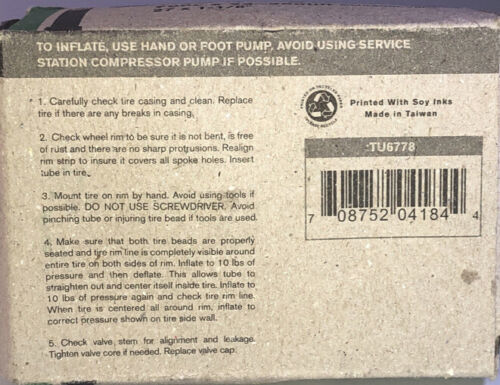 TO INFLATE, USE HAND OR FOOT PUMP, AVOID USING SERVICE
STATION COMPRESSOR PUMP IF POSSIBLE.
1. Carefully check tire casing and clean. Replace
tire if there are any breaks in casing.
2. Check wheel rim to be sure it is not bent, is free
of rust and there are no sharp protrusions. Realign
rim strip to insure it covers all spoke holes. Insert
tube in tire.
3. Mount tire on rim by hand. Avoid using tools if
possible. DO NOT USE SCREWDRIVER. Avoid
pinching tube or injuring tire bead if tools are used.
4. Make sure that both tire beads are properly
seated and tire rim line is completely visible around
entire tire on both sides of rim. Inflate to 10 lbs of
pressure and then deflate. This allows tube to
straighten out and center itself inside tire. Inflate to
10 lbs of pressure again and check tire rim line.
When tire is centered all around rim, inflate to
correct pressure shown on tire side wall.
5. Check valve stem for alignment and leakage.
Tighten valve core if needed. Replace valve cap.
Printed With Soy Inks
Made in Taiwan
TU6778
7 08752 04184 4